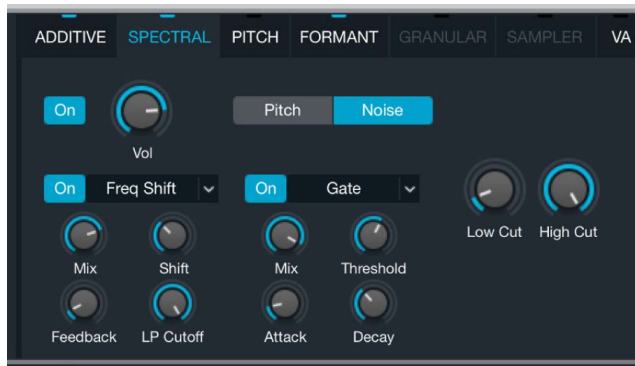 ADDITIVE SPECTRAL PITCH FORMANT GRANULAR SAMPLER VA
On Pitch Noise
Vol
On Freq Shift On Gate
Low Cut High Cut
Mix Shift Mix Threshold
Feedback LP Cutoff Attack Decay